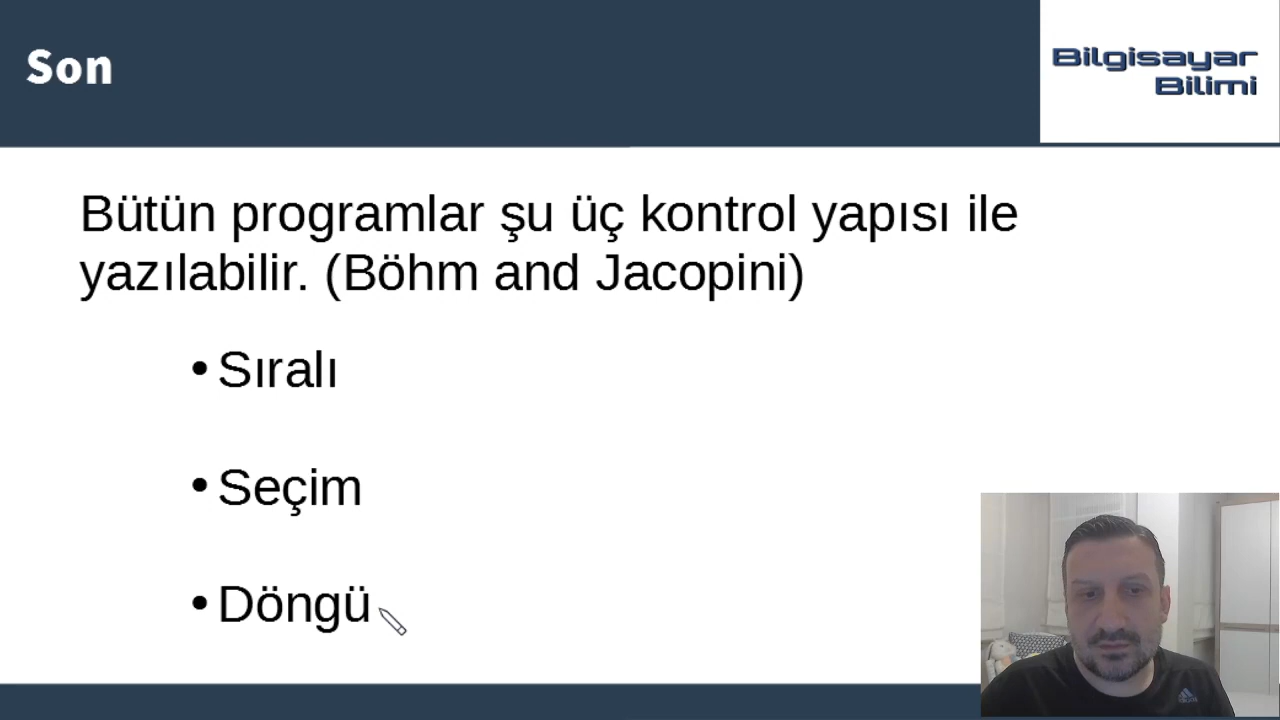 Son
Bilgisayar
Bilimi
Bütün programlar şu üç kontrol yapısı ile
yazılabilir. (Böhm and Jacopini)
• Sıralı
• Seçim
• Döngü